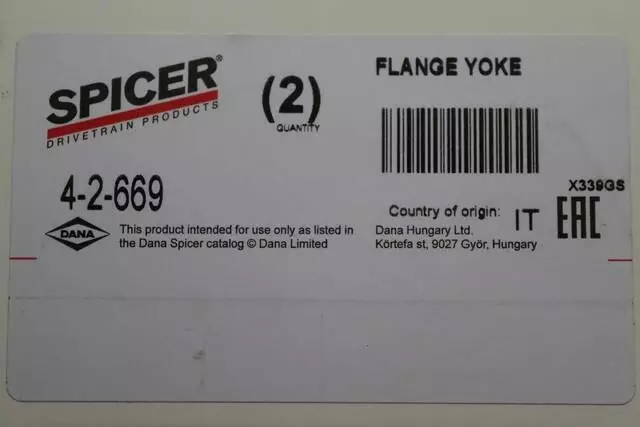 SPICER®
DRIVETRAIN PRODUCTS
(2)
QUANTITY
FLANGE YOKE
4-2-669
X339GS
Country of origin: IT
EAC
DANA
This product intended for use only as listed in
the Dana Spicer catalog © Dana Limited
Dana Hungary Ltd.
Körtefa st, 9027 Győr, Hungary